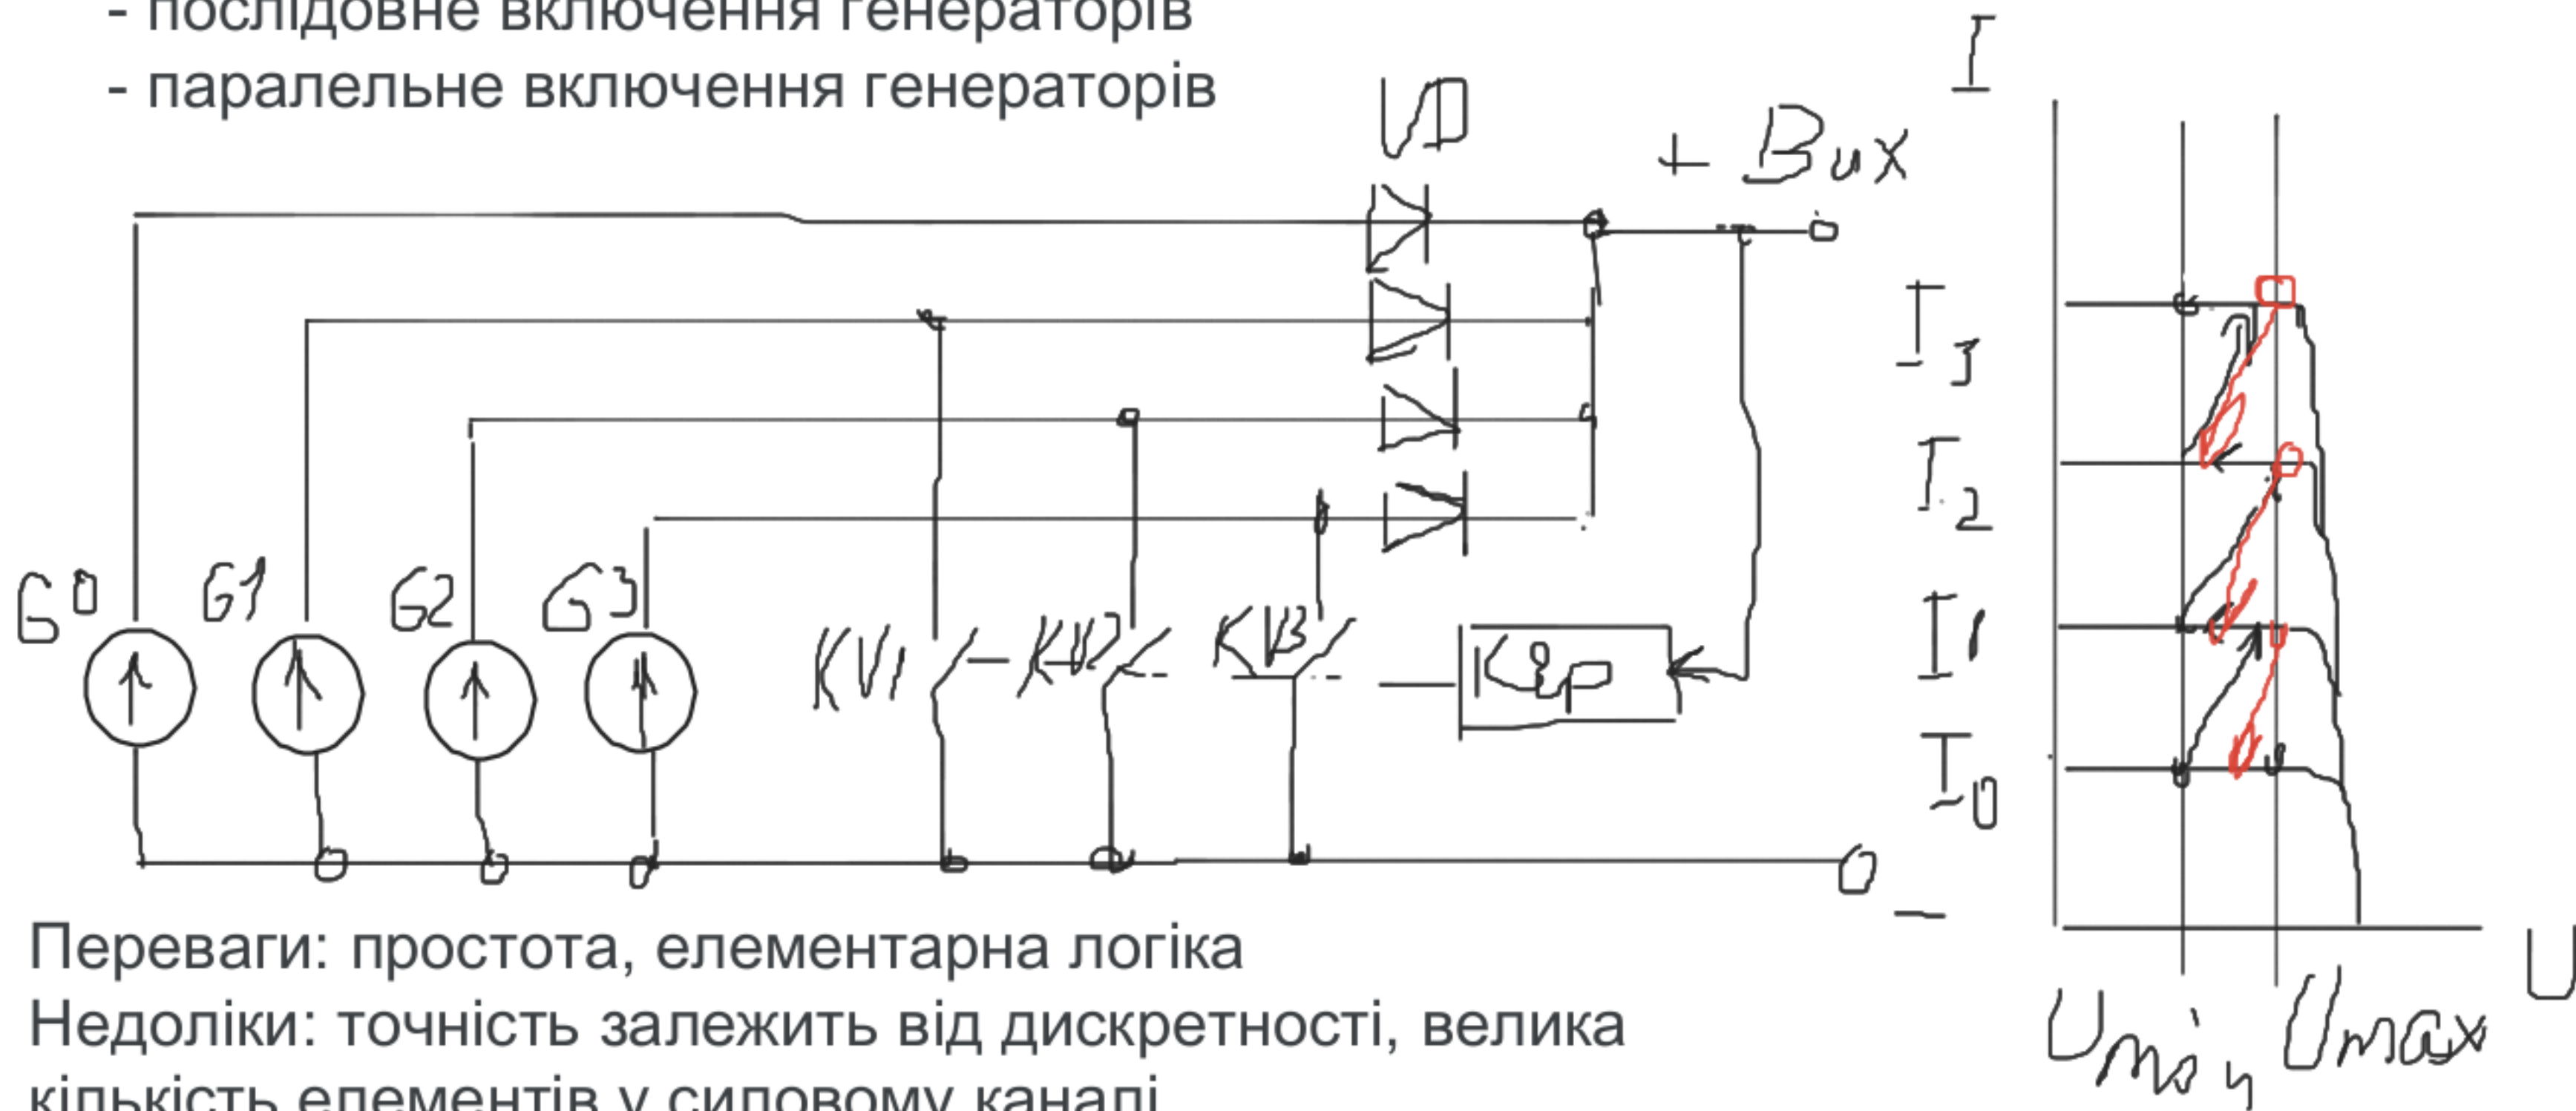 - послідовне включення генераторів
- паралельне включення генераторів
VD
+ Вих
I
I3
I2
I1
I0
G0
G1
G2
G3
KV1
KV2
KV3
Кер
-
Umin
Umax
U
Переваги: простота, елементарна логіка
Недоліки: точність залежить від дискретності, велика
кількість елементів у силовому каналі